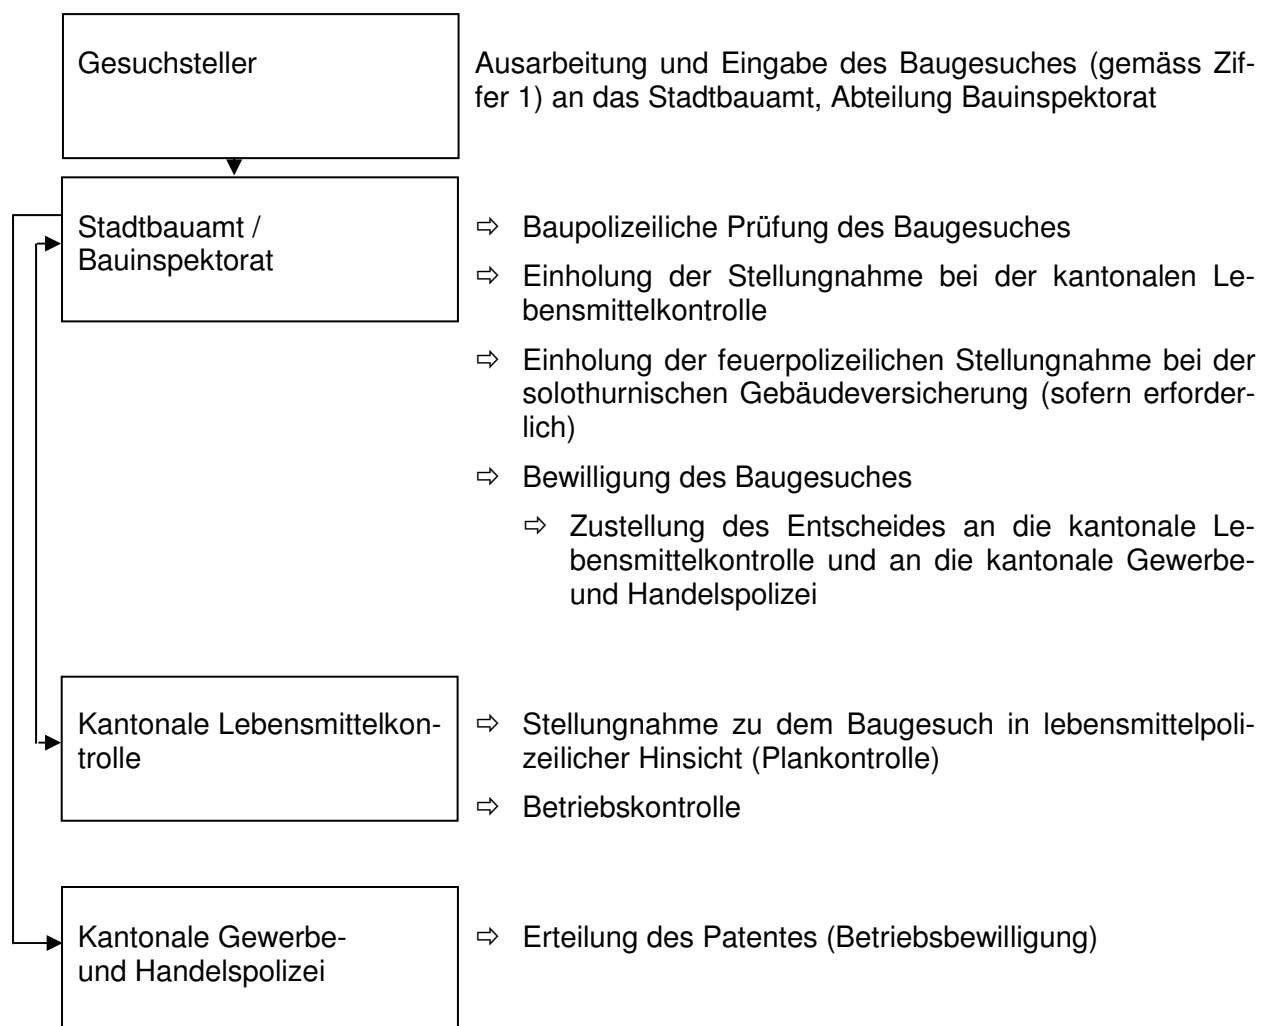 Gesuchsteller
Ausarbeitung und Eingabe des Baugesuches (gemäss Zif-
fer 1) an das Stadtbauamt, Abteilung Bauinspektorat
Stadtbauamt /
Bauinspektorat
⇨ Baupolizeiliche Prüfung des Baugesuches
⇨ Einholung der Stellungnahme bei der kantonalen Le-
bensmittelkontrolle
⇨ Einholung der feuerpolizeilichen Stellungnahme bei der
solothurnischen Gebäudeversicherung (sofern erforder-
lich)
⇨ Bewilligung des Baugesuches
⇨ Zustellung des Entscheides an die kantonale Le-
bensmittelkontrolle und an die kantonale Gewerbe-
und Handelspolizei
Kantonale Lebensmittelkon-
trolle
⇨ Stellungnahme zu dem Baugesuch in lebensmittelpoli-
zeilicher Hinsicht (Plankontrolle)
⇨ Betriebskontrolle
Kantonale Gewerbe-
und Handelspolizei
⇨ Erteilung des Patentes (Betriebsbewilligung)